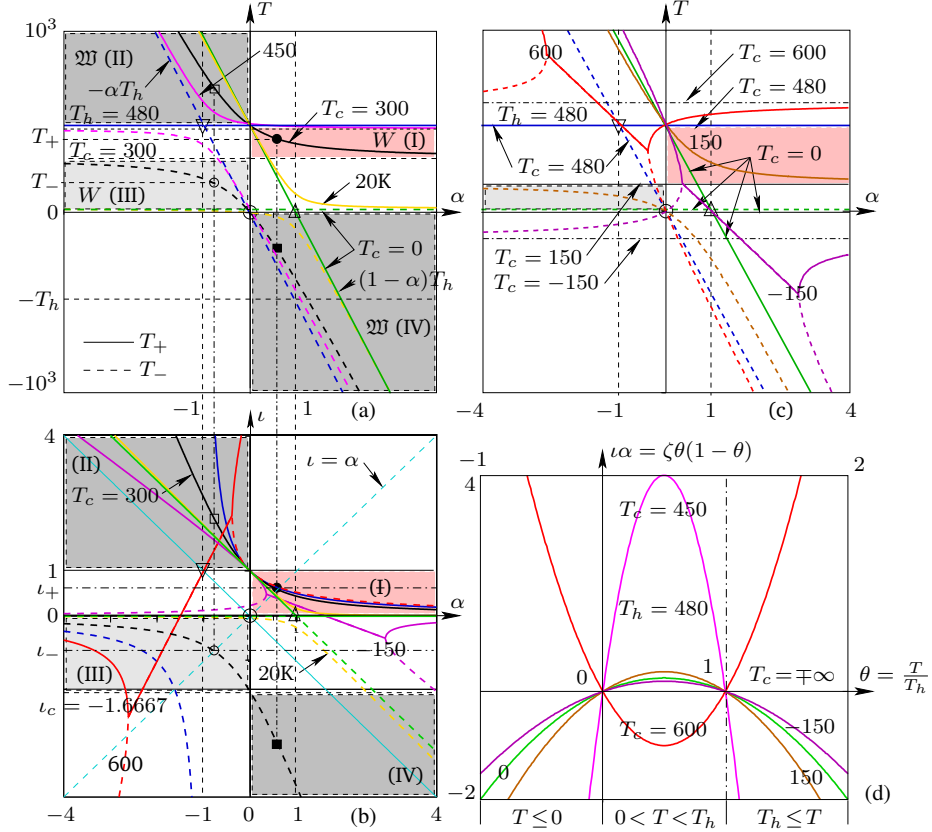 T
10³
𝔚 (II)
450
−αT_h
T_h = 480
T_c = 300
T_+
W (I)
T_c = 300
T_−
W (III)
20K
α
0
T_c = 0
(1−α)T_h
−T_h
𝔚 (IV)
T_+
T_−
−10³
−1
1
(a)
T
600
T_c = 600
T_c = 480
T_h = 480
150
T_c = 0
T_c = 480
α
T_c = 150
T_c = −150
−150
−4
−1
1
(c)
4
ι
4
(II)
T_c = 300
ι = α
1
(I)
ι_+
α
0
−150
ι_−
20K
(III)
ι_c = −1.6667
600
(IV)
−4
−1
0
1
(b)
4
ια = ζθ(1 − θ)
−1
2
4
T_c = 450
T_h = 480
0
1
T_c = ∓∞
θ = T/T_h
T_c = 600
−150
0
150
(d)
−2
T ≤ 0
0 < T < T_h
T_h ≤ T